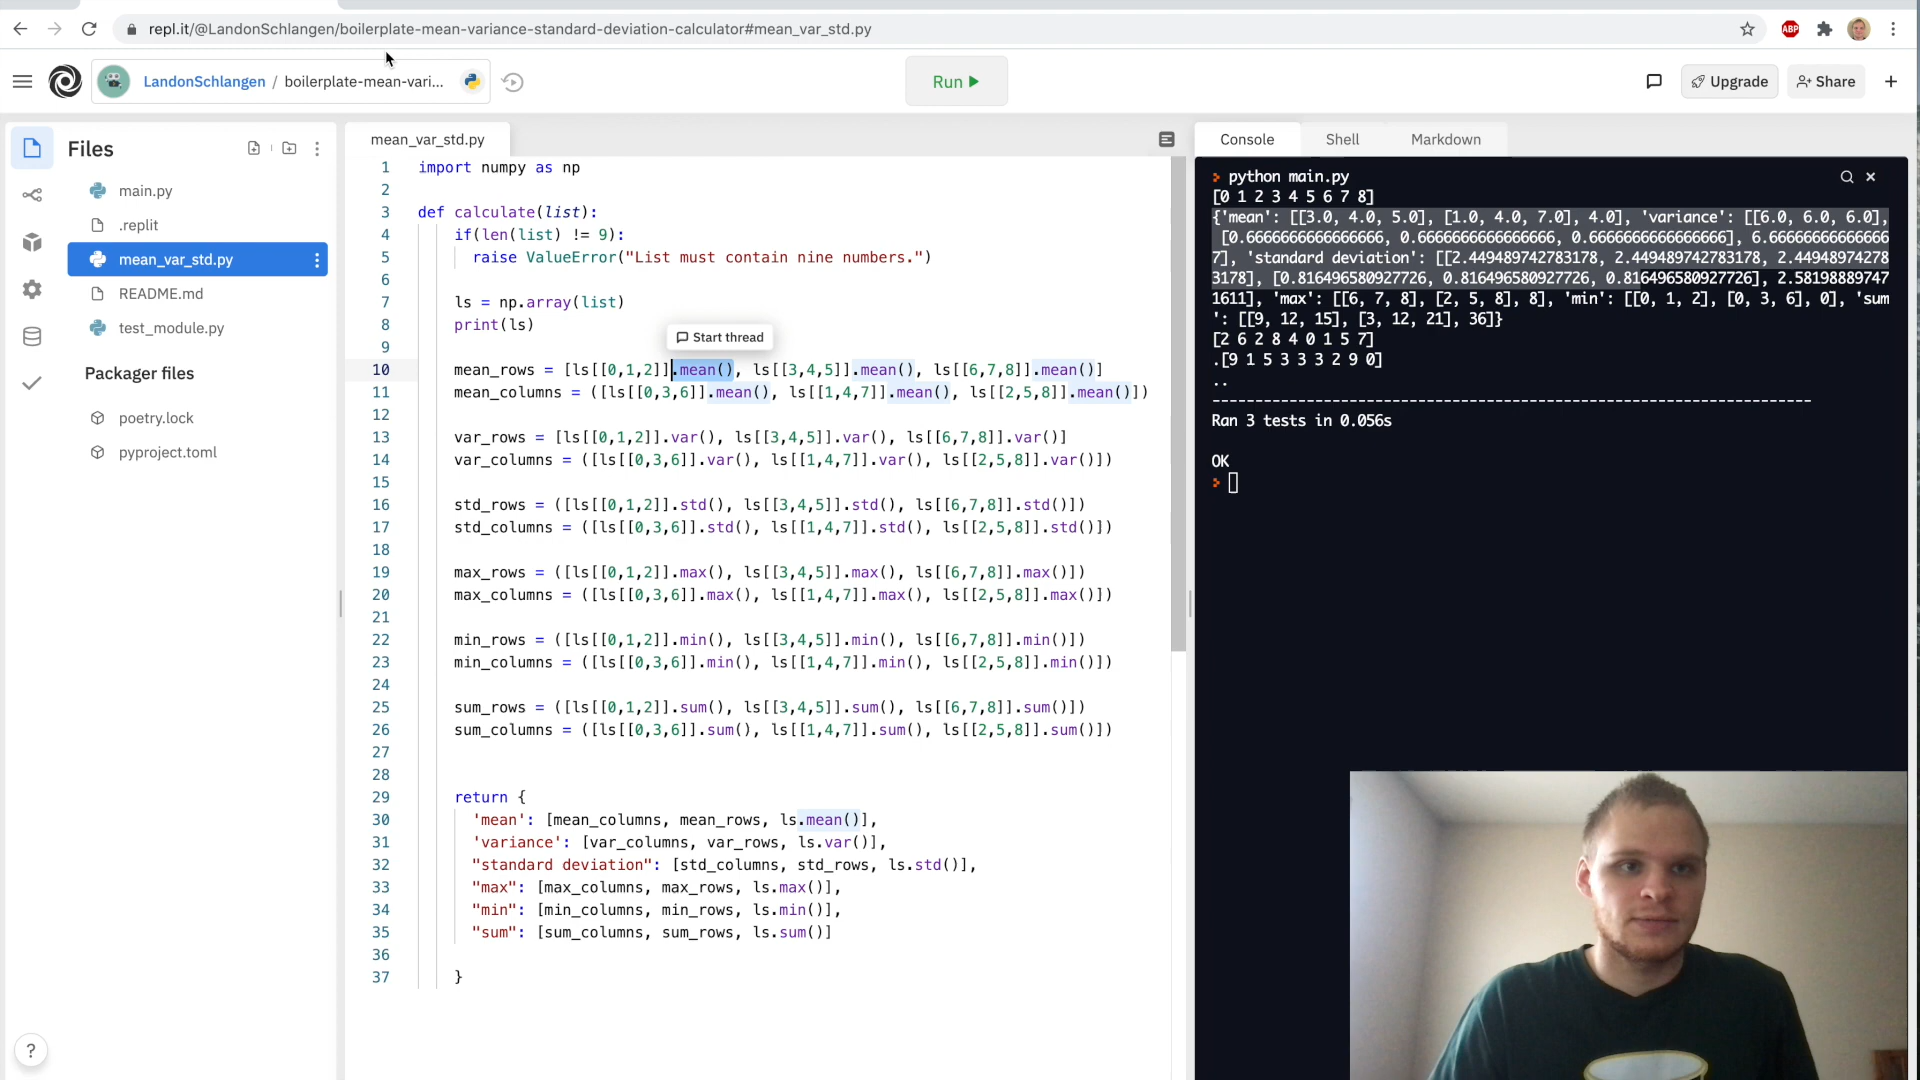 repl.it/@LandonSchlangen/boilerplate-mean-variance-standard-deviation-calculator#mean_var_std.py
ABP
LandonSchlangen / boilerplate-mean-vari...
Run
Upgrade
Share
Files
main.py
.replit
mean_var_std.py
README.md
test_module.py
Packager files
poetry.lock
pyproject.toml
?
mean_var_std.py
1 import numpy as np
2
3 def calculate(list):
4 if(len(list) != 9):
5 raise ValueError("List must contain nine numbers.")
6
7 ls = np.array(list)
8 print(ls)
Start thread
9
10 mean_rows = [ls[[0,1,2]].mean(), ls[[3,4,5]].mean(), ls[[6,7,8]].mean()]
11 mean_columns = ([ls[[0,3,6]].mean(), ls[[1,4,7]].mean(), ls[[2,5,8]].mean()])
12
13 var_rows = [ls[[0,1,2]].var(), ls[[3,4,5]].var(), ls[[6,7,8]].var()]
14 var_columns = ([ls[[0,3,6]].var(), ls[[1,4,7]].var(), ls[[2,5,8]].var()])
15
16 std_rows = ([ls[[0,1,2]].std(), ls[[3,4,5]].std(), ls[[6,7,8]].std()])
17 std_columns = ([ls[[0,3,6]].std(), ls[[1,4,7]].std(), ls[[2,5,8]].std()])
18
19 max_rows = ([ls[[0,1,2]].max(), ls[[3,4,5]].max(), ls[[6,7,8]].max()])
20 max_columns = ([ls[[0,3,6]].max(), ls[[1,4,7]].max(), ls[[2,5,8]].max()])
21
22 min_rows = ([ls[[0,1,2]].min(), ls[[3,4,5]].min(), ls[[6,7,8]].min()])
23 min_columns = ([ls[[0,3,6]].min(), ls[[1,4,7]].min(), ls[[2,5,8]].min()])
24
25 sum_rows = ([ls[[0,1,2]].sum(), ls[[3,4,5]].sum(), ls[[6,7,8]].sum()])
26 sum_columns = ([ls[[0,3,6]].sum(), ls[[1,4,7]].sum(), ls[[2,5,8]].sum()])
27
28
29 return {
30 'mean': [mean_columns, mean_rows, ls.mean()],
31 'variance': [var_columns, var_rows, ls.var()],
32 "standard deviation": [std_columns, std_rows, ls.std()],
33 "max": [max_columns, max_rows, ls.max()],
34 "min": [min_columns, min_rows, ls.min()],
35 "sum": [sum_columns, sum_rows, ls.sum()]
36
37 }
Console Shell Markdown
python main.py
[0 1 2 3 4 5 6 7 8]
{'mean': [[3.0, 4.0, 5.0], [1.0, 4.0, 7.0], 4.0], 'variance': [[6.0, 6.0, 6.0],
[0.6666666666666666, 0.6666666666666666, 0.6666666666666666], 6.66666666666666
7], 'standard deviation': [[2.449489742783178, 2.449489742783178, 2.44948974278
3178], [0.816496580927726, 0.816496580927726, 0.816496580927726], 2.58198889747
1611], 'max': [[6, 7, 8], [2, 5, 8], 8], 'min': [[0, 1, 2], [0, 3, 6], 0], 'sum
': [[9, 12, 15], [3, 12, 21], 36]}
[2 6 2 8 4 0 1 5 7]
.[9 1 5 3 3 3 2 9 0]
..
----------------------------------------------------------------------
Ran 3 tests in 0.056s
OK